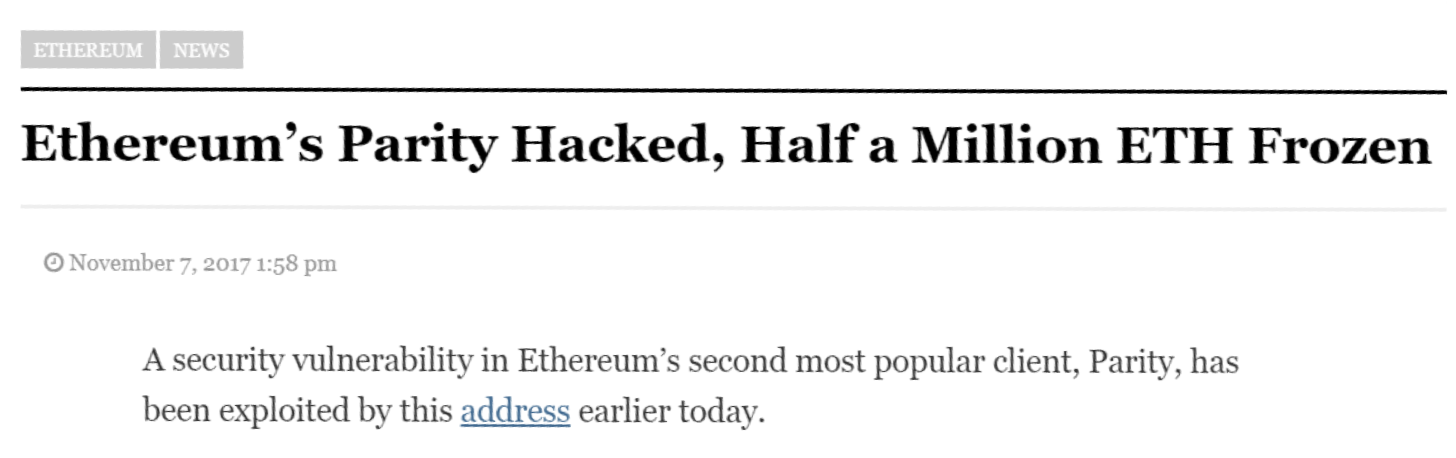 ETHEREUM NEWS
Ethereum’s Parity Hacked, Half a Million ETH Frozen
November 7, 2017 1:58 pm
A security vulnerability in Ethereum’s second most popular client, Parity, has
been exploited by this address earlier today.